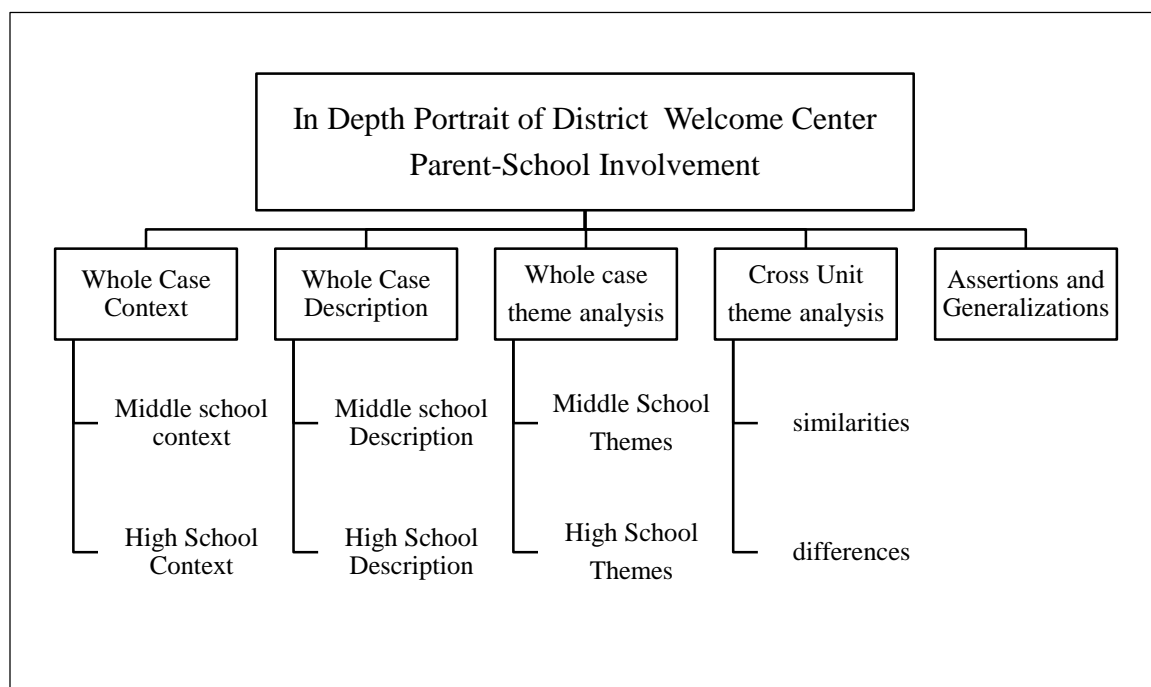 In Depth Portrait of District  Welcome Center
Parent-School Involvement
Whole Case
Context
Middle school
context
High School
Context
Whole Case
Description
Middle school
Description
High School
Description
Whole case
theme analysis
Middle School
Themes
High School
Themes
Cross Unit
theme analysis
similarities
differences
Assertions and
Generalizations